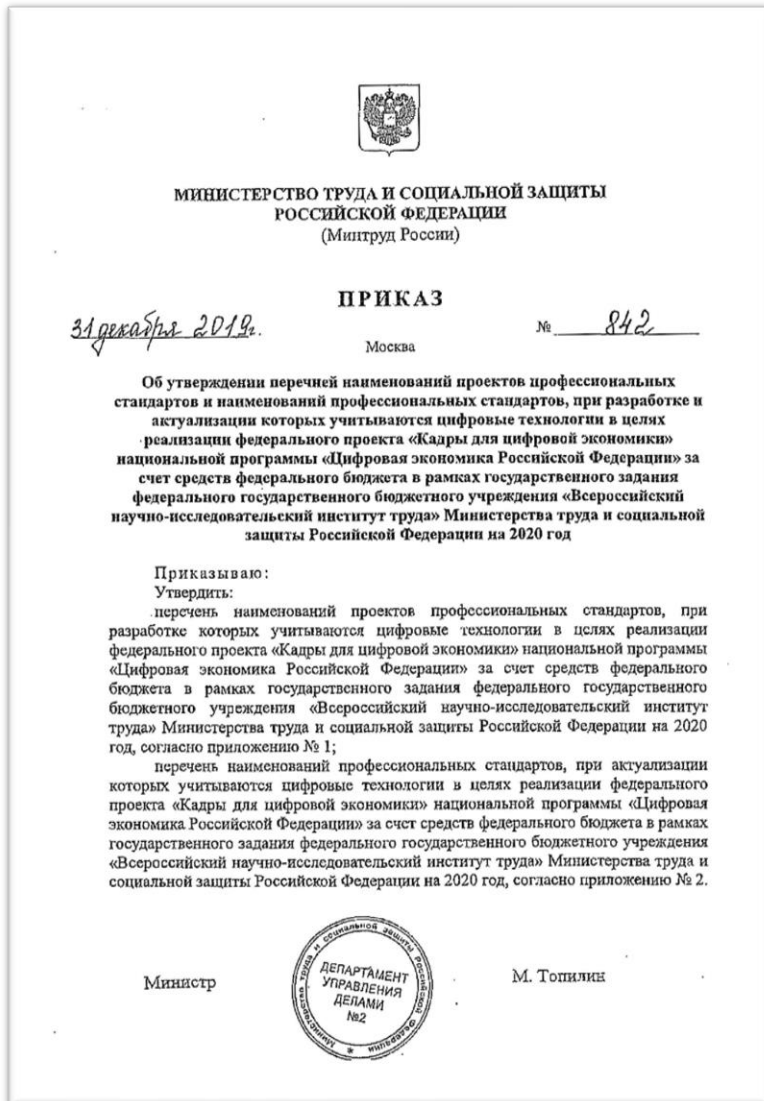 МИНИСТЕРСТВО ТРУДА И СОЦИАЛЬНОЙ ЗАЩИТЫ
РОССИЙСКОЙ ФЕДЕРАЦИИ
(Минтруд России)
ПРИКАЗ
31 декабря 2019г.
№ 842
Москва
Об утверждении перечней наименований проектов профессиональных
стандартов и наименований профессиональных стандартов, при разработке и
актуализации которых учитываются цифровые технологии в целях
реализации федерального проекта «Кадры для цифровой экономики»
национальной программы «Цифровая экономика Российской Федерации» за
счет средств федерального бюджета в рамках государственного задания
федерального государственного бюджетного учреждения «Всероссийский
научно-исследовательский институт труда» Министерства труда и социальной
защиты Российской Федерации на 2020 год
Приказываю:
Утвердить:
перечень наименований проектов профессиональных стандартов, при
разработке которых учитываются цифровые технологии в целях реализации
федерального проекта «Кадры для цифровой экономики» национальной программы
«Цифровая экономика Российской Федерации» за счет средств федерального
бюджета в рамках государственного задания федерального государственного
бюджетного учреждения «Всероссийский научно-исследовательский институт
труда» Министерства труда и социальной защиты Российской Федерации на 2020
год, согласно приложению № 1;
перечень наименований профессиональных стандартов, при актуализации
которых учитываются цифровые технологии в целях реализации федерального
проекта «Кадры для цифровой экономики» национальной программы «Цифровая
экономика Российской Федерации» за счет средств федерального бюджета в рамках
государственного задания федерального государственного бюджетного учреждения
«Всероссийский научно-исследовательский институт труда» Министерства труда и
социальной защиты Российской Федерации на 2020 год, согласно приложению № 2.
Министр
Министерство труда и социальной защиты Российской Федерации
ДЕПАРТАМЕНТ
УПРАВЛЕНИЯ
ДЕЛАМИ
№2
М. Топилин